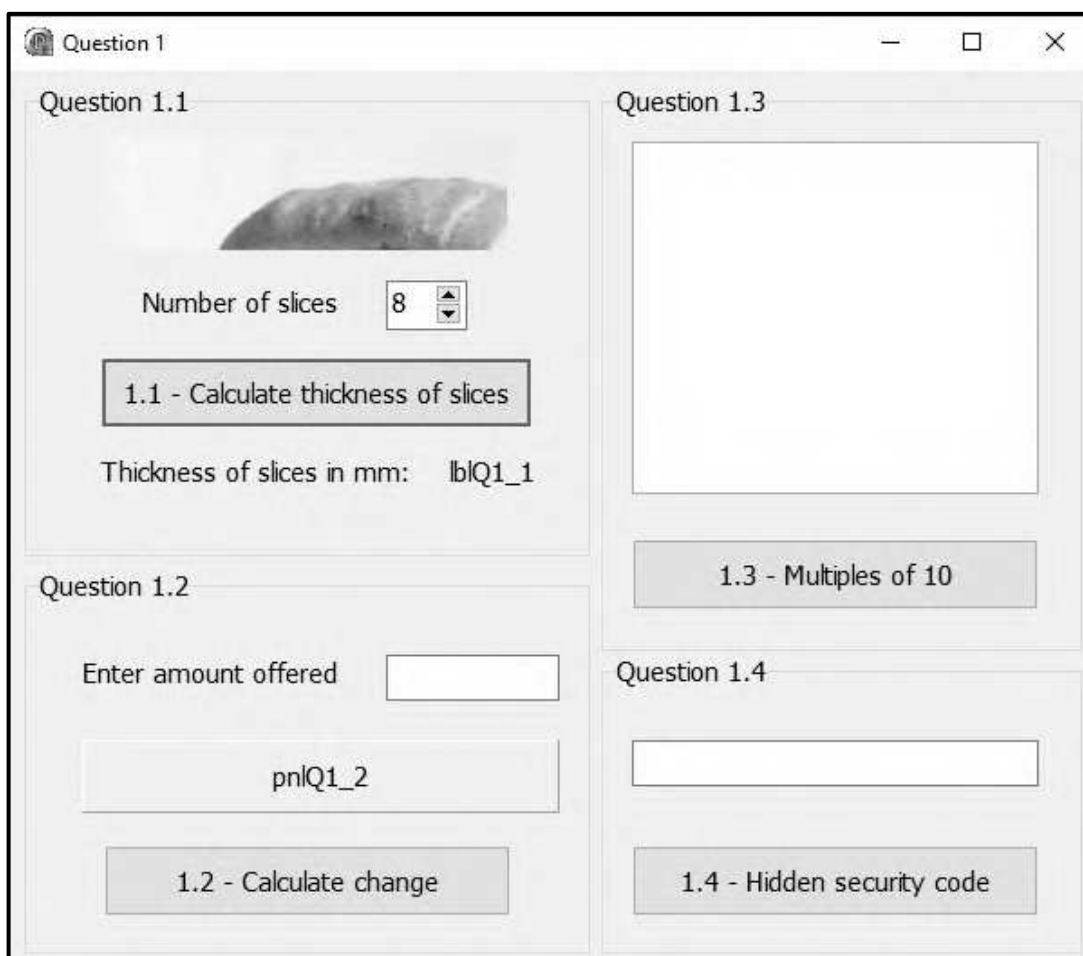 Question 1
Question 1.1
Number of slices 8
1.1 - Calculate thickness of slices
Thickness of slices in mm: lblQ1_1
Question 1.2
Enter amount offered
pnlQ1_2
1.2 - Calculate change
Question 1.3
1.3 - Multiples of 10
Question 1.4
1.4 - Hidden security code